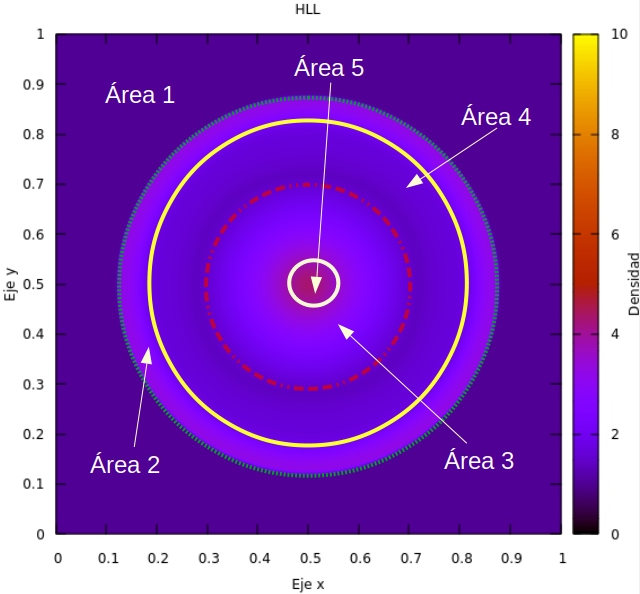 HLL
Área 1
Área 5
Área 4
Área 2
Área 3
Eje y
1
0.9
0.8
0.7
0.6
0.5
0.4
0.3
0.2
0.1
0
0 0.1 0.2 0.3 0.4 0.5 0.6 0.7 0.8 0.9 1
Eje x
10
8
6
4
2
0
Densidad